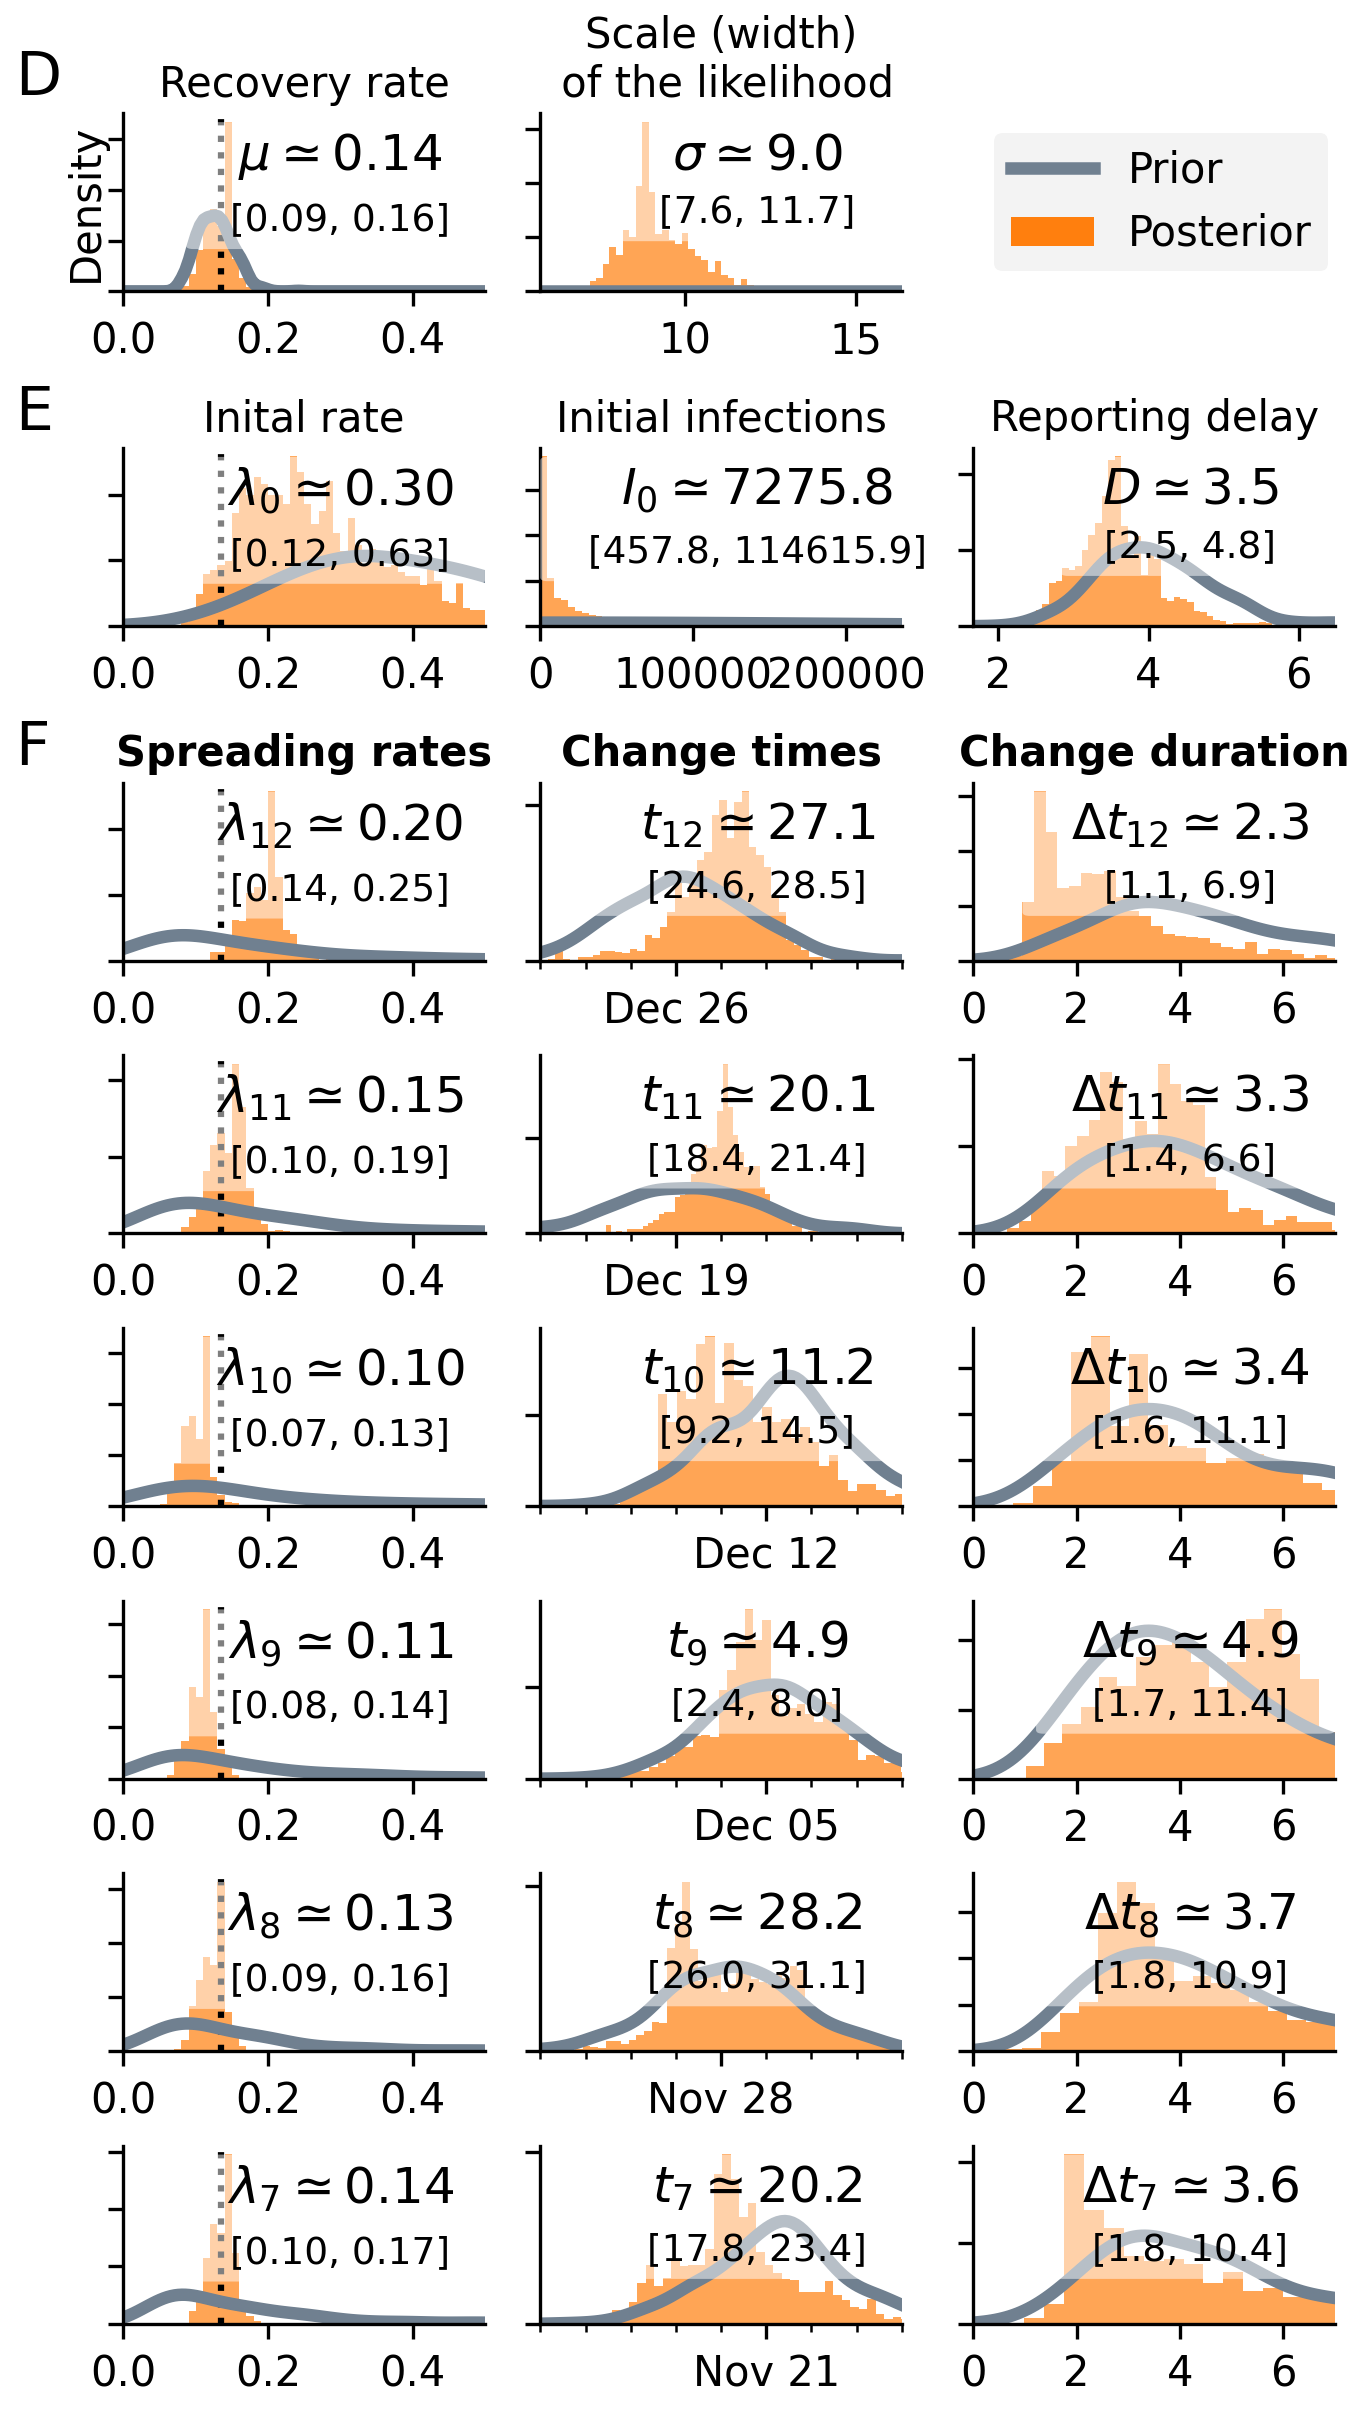 D
Recovery rate
Scale (width)
of the likelihood
Density
μ ≃ 0.14
[0.09, 0.16]
0.0 0.2 0.4
σ ≃ 9.0
[7.6, 11.7]
10 15
Prior
Posterior
E
Inital rate
λ0 ≃ 0.30
[0.12, 0.63]
0.0 0.2 0.4
Initial infections
I0 ≃ 7275.8
[457.8, 114615.9]
0 100000 200000
Reporting delay
D ≃ 3.5
[2.5, 4.8]
2 4 6
F
Spreading rates
Change times
Change duration
λ12 ≃ 0.20
[0.14, 0.25]
0.0 0.2 0.4
t12 ≃ 27.1
[24.6, 28.5]
Dec 26
Δt12 ≃ 2.3
[1.1, 6.9]
0 2 4 6
λ11 ≃ 0.15
[0.10, 0.19]
0.0 0.2 0.4
t11 ≃ 20.1
[18.4, 21.4]
Dec 19
Δt11 ≃ 3.3
[1.4, 6.6]
0 2 4 6
λ10 ≃ 0.10
[0.07, 0.13]
0.0 0.2 0.4
t10 ≃ 11.2
[9.2, 14.5]
Dec 12
Δt10 ≃ 3.4
[1.6, 11.1]
0 2 4 6
λ9 ≃ 0.11
[0.08, 0.14]
0.0 0.2 0.4
t9 ≃ 4.9
[2.4, 8.0]
Dec 05
Δt9 ≃ 4.9
[1.7, 11.4]
0 2 4 6
λ8 ≃ 0.13
[0.09, 0.16]
0.0 0.2 0.4
t8 ≃ 28.2
[26.0, 31.1]
Nov 28
Δt8 ≃ 3.7
[1.8, 10.9]
0 2 4 6
λ7 ≃ 0.14
[0.10, 0.17]
0.0 0.2 0.4
t7 ≃ 20.2
[17.8, 23.4]
Nov 21
Δt7 ≃ 3.6
[1.8, 10.4]
0 2 4 6